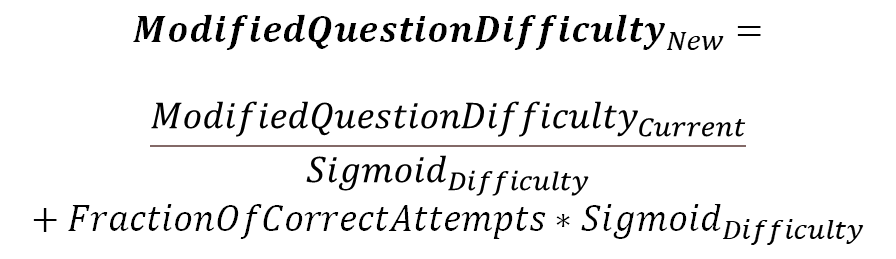 ModifiedQuestionDifficulty_New =
ModifiedQuestionDifficulty_Current
Sigmoid_Difficulty
+ FractionOfCorrectAttempts * Sigmoid_Difficulty